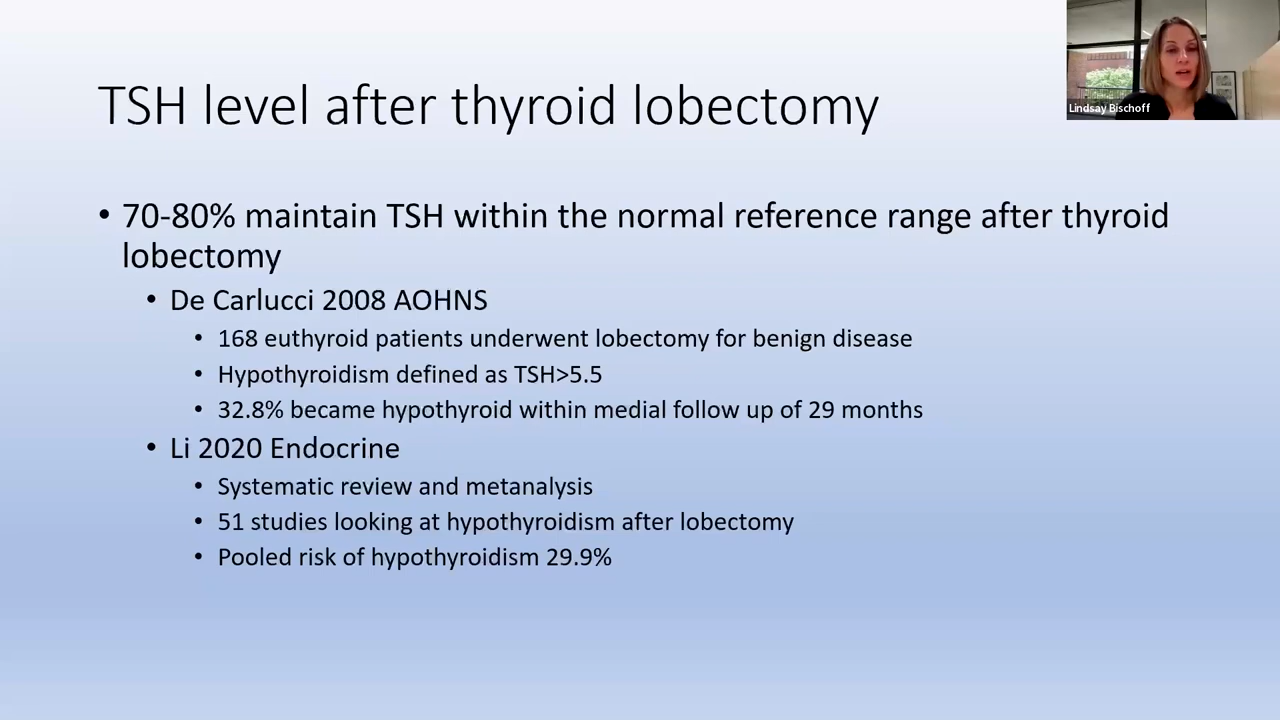 TSH level after thyroid lobectomy
Lindsay Bischoff
• 70-80% maintain TSH within the normal reference range after thyroid
lobectomy
• De Carlucci 2008 AOHNS
• 168 euthyroid patients underwent lobectomy for benign disease
• Hypothyroidism defined as TSH>5.5
• 32.8% became hypothyroid within medial follow up of 29 months
• Li 2020 Endocrine
• Systematic review and metanalysis
• 51 studies looking at hypothyroidism after lobectomy
• Pooled risk of hypothyroidism 29.9%